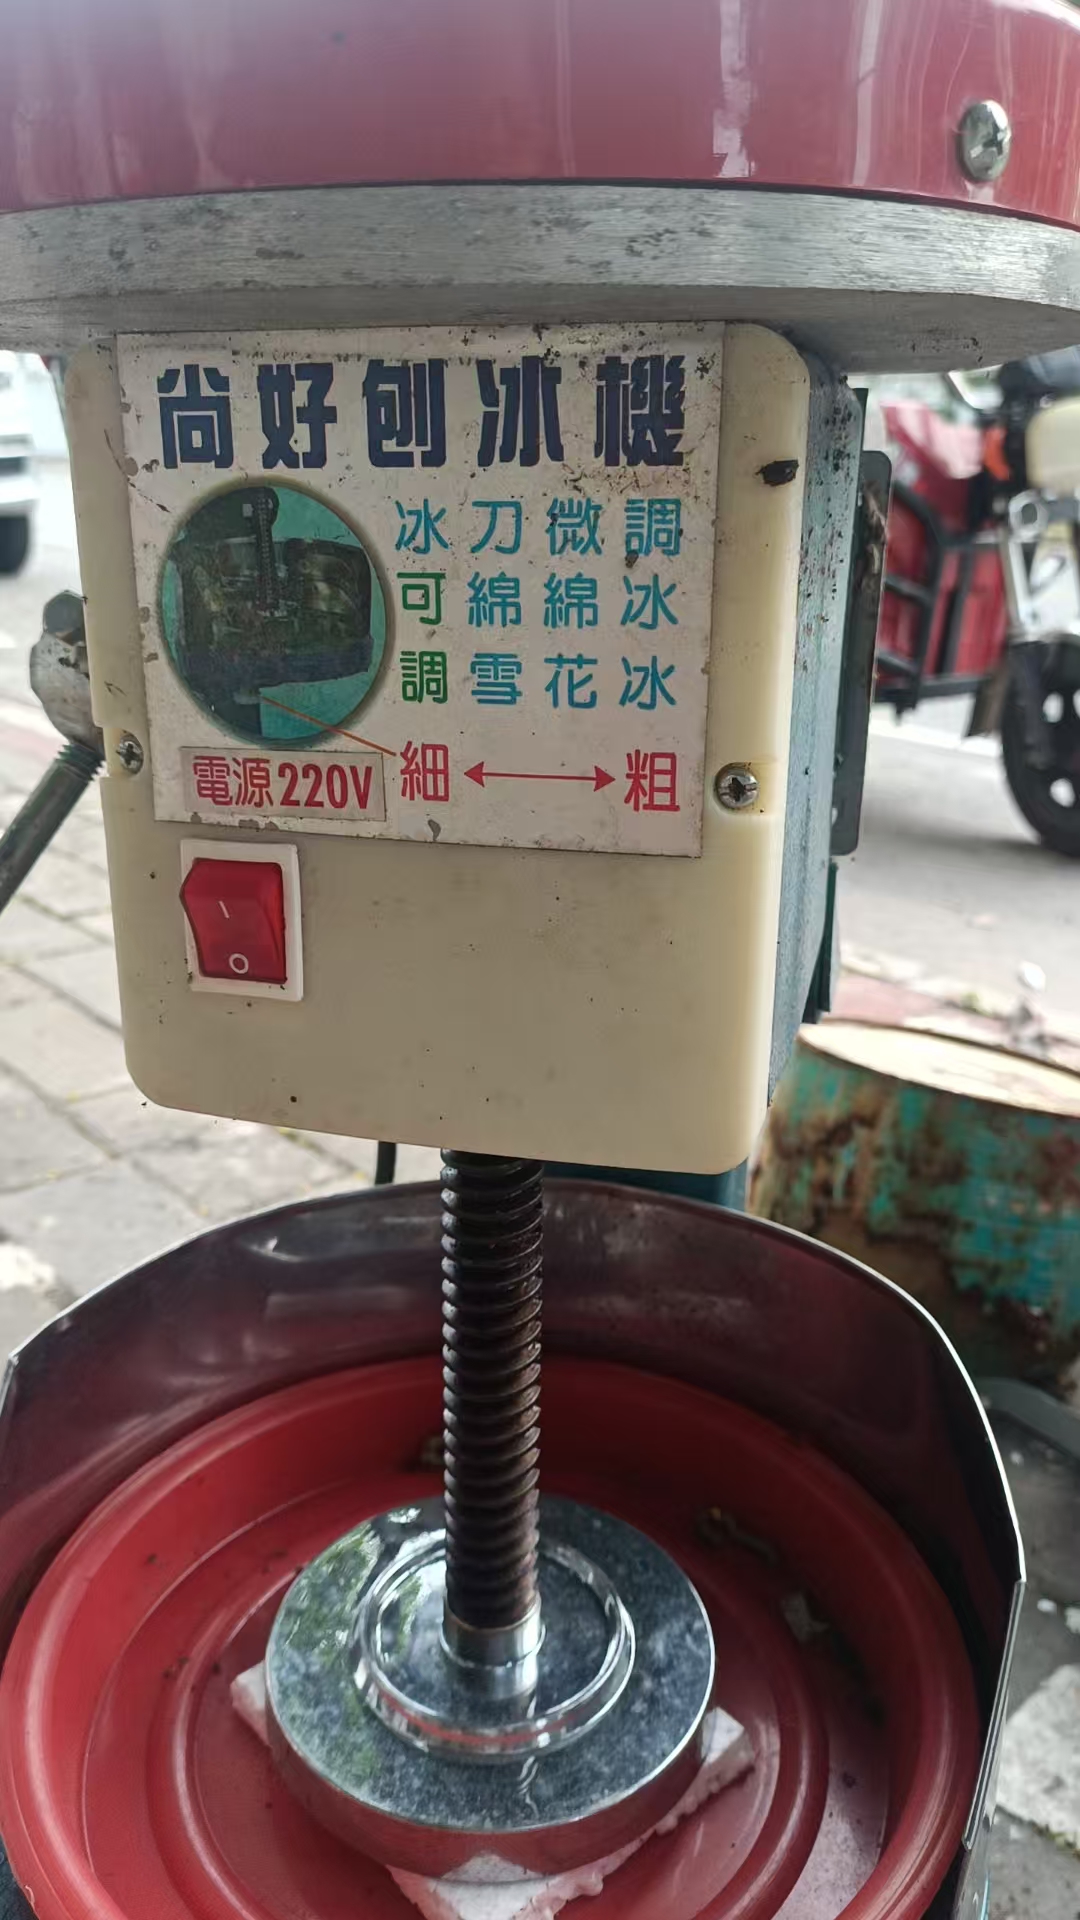 尚好刨冰機
冰刀微調
可綿綿冰
調雪花冰
細 粗
電源220V
I
O